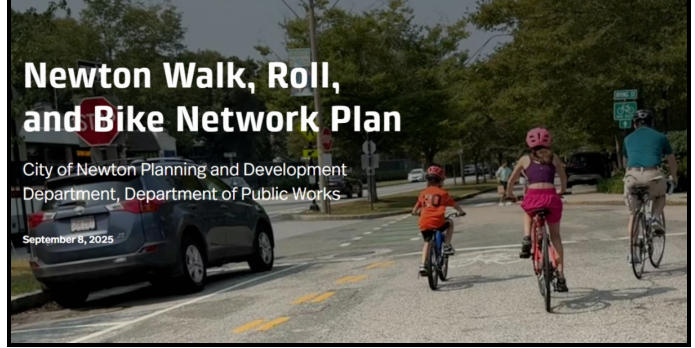 Newton Walk, Roll,
and Bike Network Plan
City of Newton Planning and Development
Department, Department of Public Works
September 8, 2025